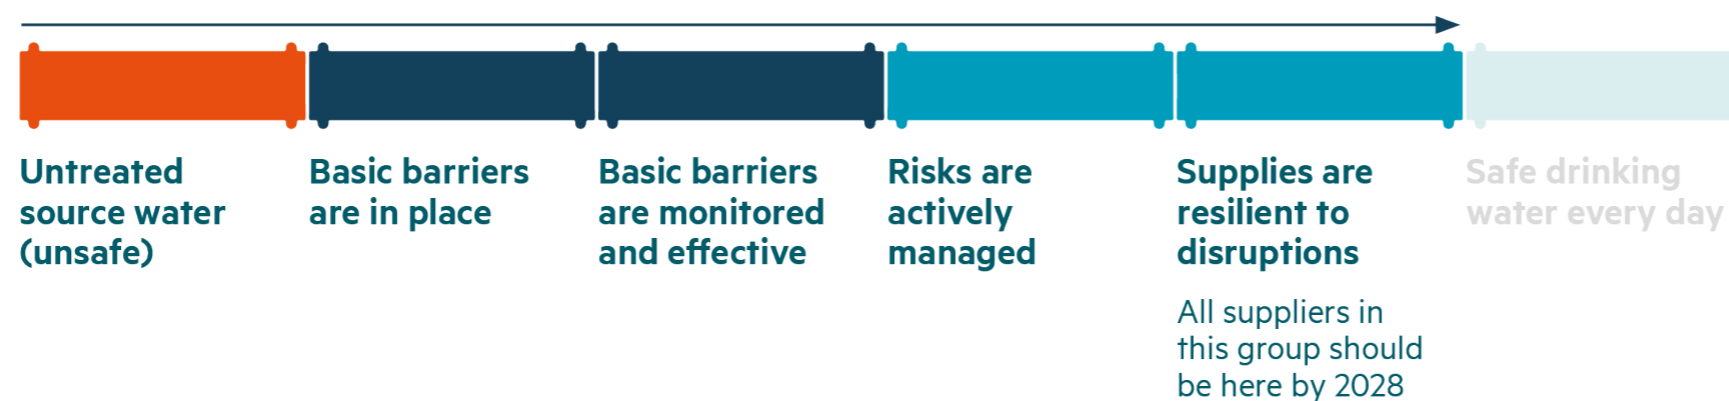 Untreated
source water
(unsafe)
Basic barriers
are in place
Basic barriers
are monitored
and effective
Risks are
actively
managed
Supplies are
resilient to
disruptions
All suppliers in
this group should
be here by 2028
Safe drinking
water every day